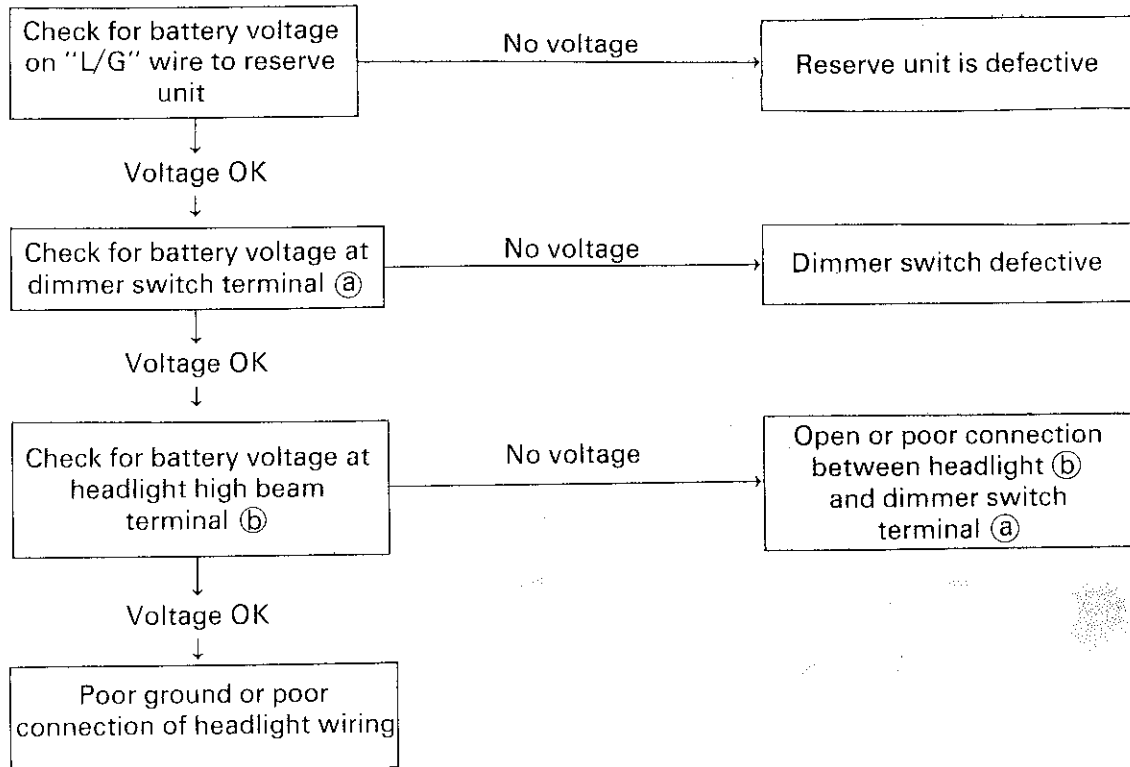 Check for battery voltage
on "L/G" wire to reserve
unit
No voltage
Reserve unit is defective
Voltage OK
Check for battery voltage at
dimmer switch terminal ⓐ
No voltage
Dimmer switch defective
Voltage OK
Check for battery voltage at
headlight high beam
terminal ⓑ
No voltage
Open or poor connection
between headlight ⓑ
and dimmer switch
terminal ⓐ
Voltage OK
Poor ground or poor
connection of headlight wiring